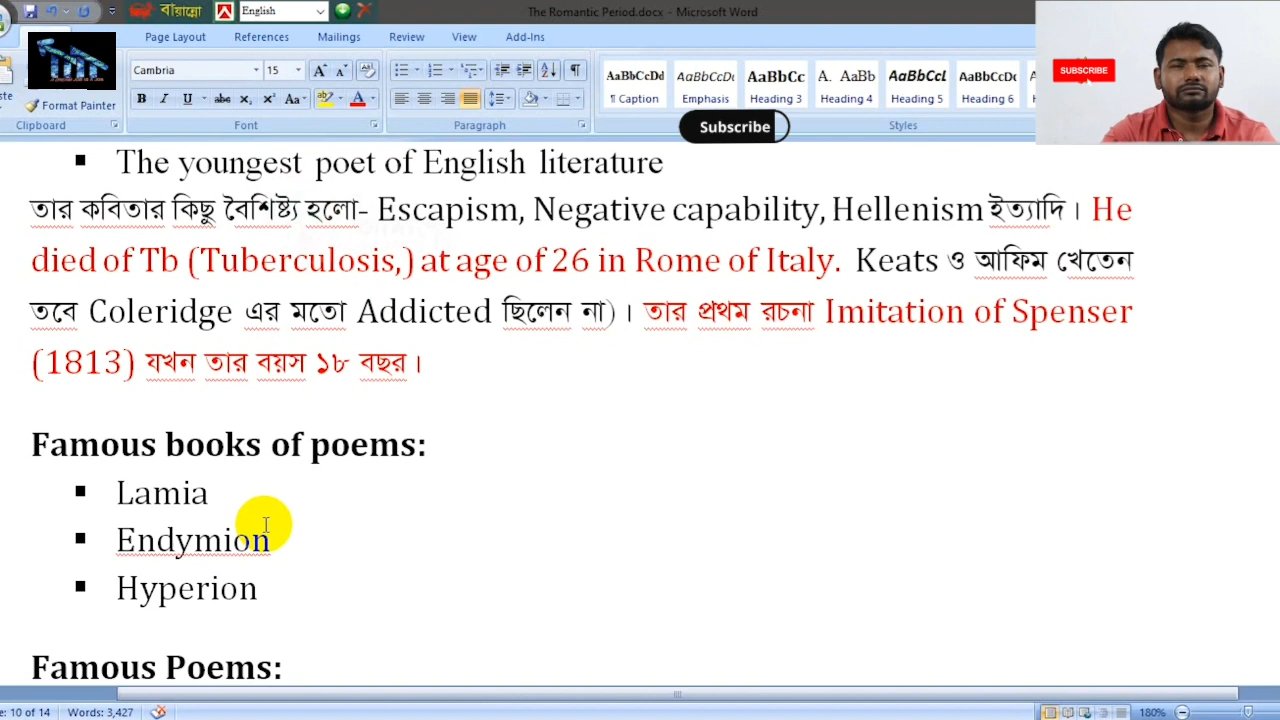 বাঁয়ান্নো English The Romantic Period.docx - Microsoft Word
Page Layout References Mailings Review View Add-Ins
Cambria 15
Format Painter
AaBbCcDd AaBbCcDc AaBbCc A. AaBb AaBbCcL AaBbCcDc
¶ Caption Emphasis Heading 3 Heading 4 Heading 5 Heading 6
Clipboard Font Paragraph Styles
SUBSCRIBE
Subscribe
▪ The youngest poet of English literature
তার কবিতার কিছু বৈশিষ্ট্য হলো- Escapism, Negative capability, Hellenism ইত্যাদি। He
died of Tb (Tuberculosis,) at age of 26 in Rome of Italy. Keats ও আফিম খেতেন
তবে Coleridge এর মতো Addicted ছিলেন না)। তার প্রথম রচনা Imitation of Spenser
(1813) যখন তার বয়স ১৮ বছর।
Famous books of poems:
▪ Lamia
▪ Endymion
▪ Hyperion
Famous Poems:
e: 10 of 14 Words: 3,427 180%